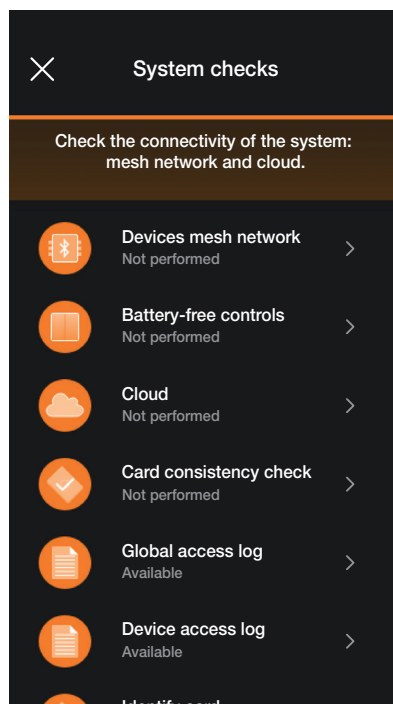 System checks
Check the connectivity of the system:
mesh network and cloud.
Devices mesh network
Not performed
Battery-free controls
Not performed
Cloud
Not performed
Card consistency check
Not performed
Global access log
Available
Device access log
Available
Identify card